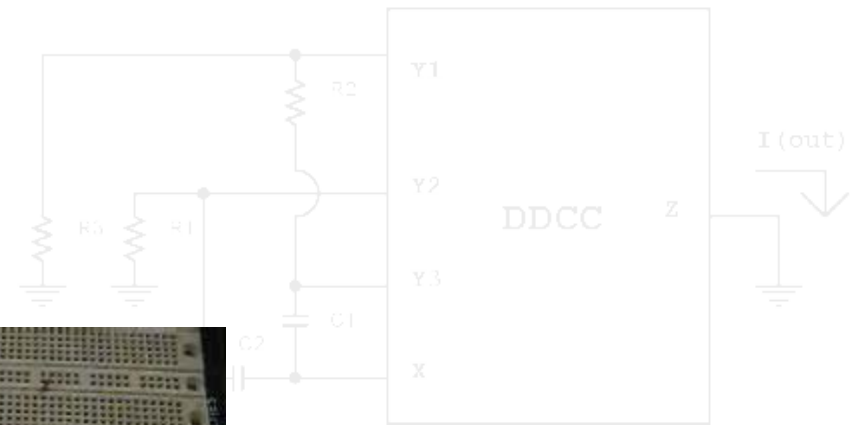 Y1
R2
I(out)
Y2
DDCC
Z
R3
R1
Y3
C1
C2
X